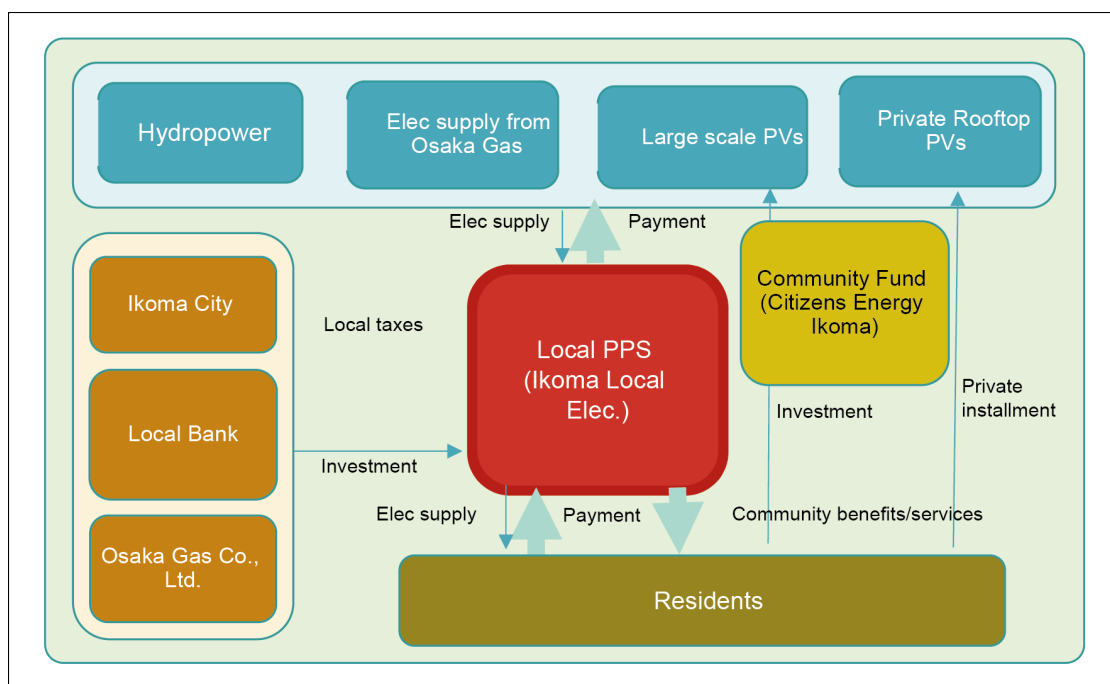 Hydropower
Elec supply from
Osaka Gas
Large scale PVs
Private Rooftop
PVs
Elec supply
Payment
Ikoma City
Local Bank
Osaka Gas Co.,
Ltd.
Local taxes
Investment
Local PPS
(Ikoma Local
Elec.)
Community Fund
(Citizens Energy
Ikoma)
Investment
Private
installment
Elec supply
Payment
Community benefits/services
Residents